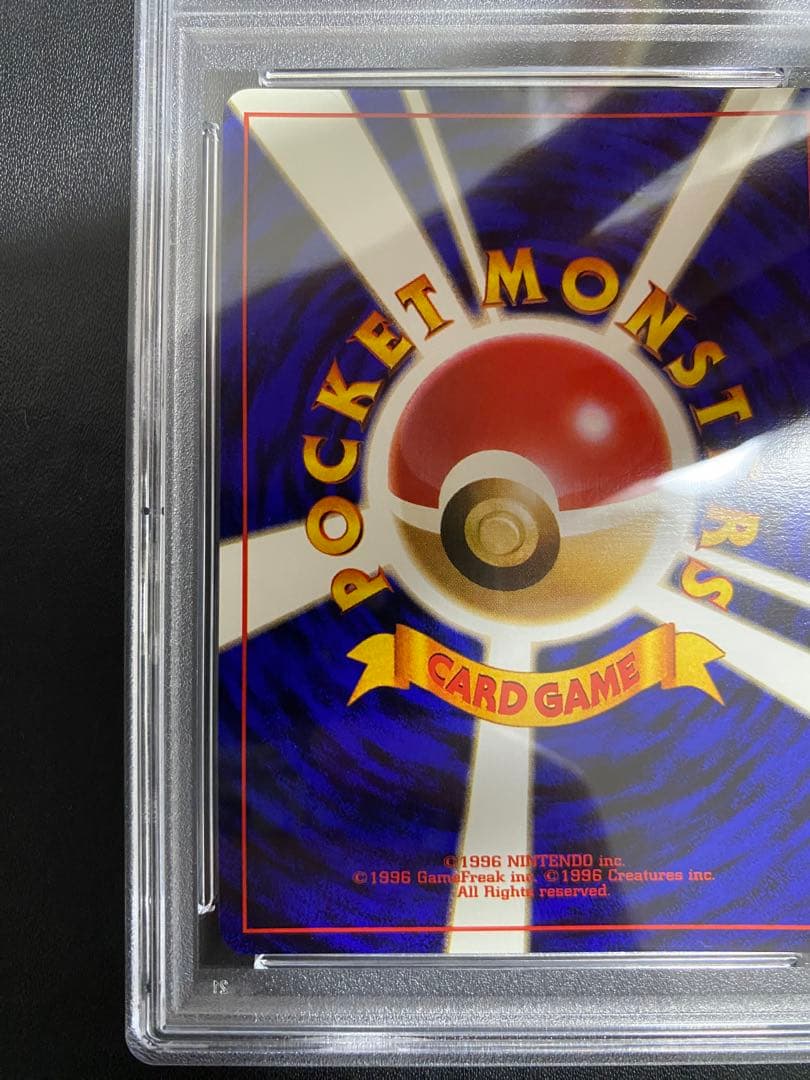 POCKET MONSTERS
CARD GAME
©1996 NINTENDO inc.
©1996 GameFreak inc. ©1996 Creatures inc.
All Rights reserved.